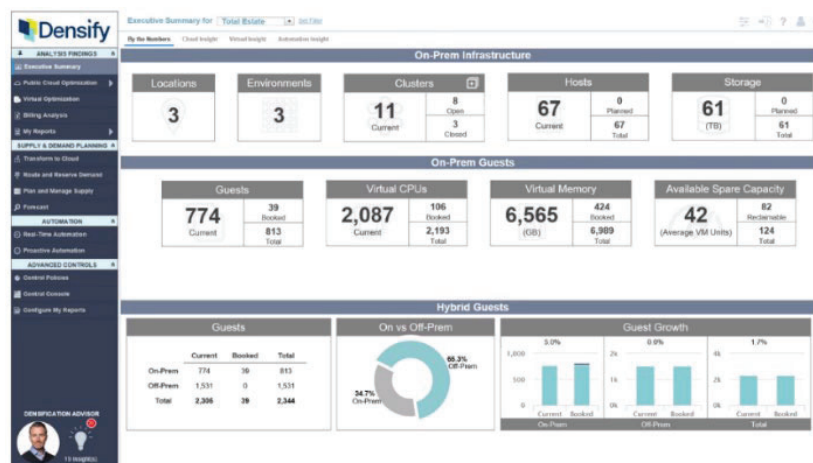 Densify
Executive Summary for Total Estate Set Filter
By the Numbers Cloud Insight Virtual Insight Automation Insight
ANALYSIS FINDINGS
Executive Summary
Public Cloud Optimization
Virtual Optimization
Billing Analysis
My Reports
SUPPLY & DEMAND PLANNING
Transform to Cloud
Route and Reserve Demand
Plan and Manage Supply
Forecast
AUTOMATION
Real-Time Automation
Proactive Automation
ADVANCED CONTROLS
Control Policies
Control Console
Configure My Reports
DENSIFICATION ADVISOR
Insight(s)
On-Prem Infrastructure
Locations
3
Environments
3
Clusters
11
Current
8
Open
3
Closed
Hosts
67
Current
0
Planned
67
Total
Storage
61
(TB)
0
Planned
61
Total
On-Prem Guests
Guests
774
Current
39
Booked
813
Total
Virtual CPUs
2,087
Current
106
Booked
2,193
Total
Virtual Memory
6,565
(GB)
424
Booked
6,989
Total
Available Spare Capacity
42
(Average VM Units)
82
Redeemable
124
Total
Hybrid Guests
Guests
Current Booked Total
On-Prem 774 39 813
Off-Prem 1,531 0 1,531
Total 2,305 39 2,344
On vs Off-Prem
65.3%
Off-Prem
34.7%
On-Prem
Guest Growth
5.0% 0.0% 1.7%
1,000 2k 4k
500 1k 2k
0 0k 0k
Current Booked Current Booked Current Booked
On-Prem Off-Prem Total